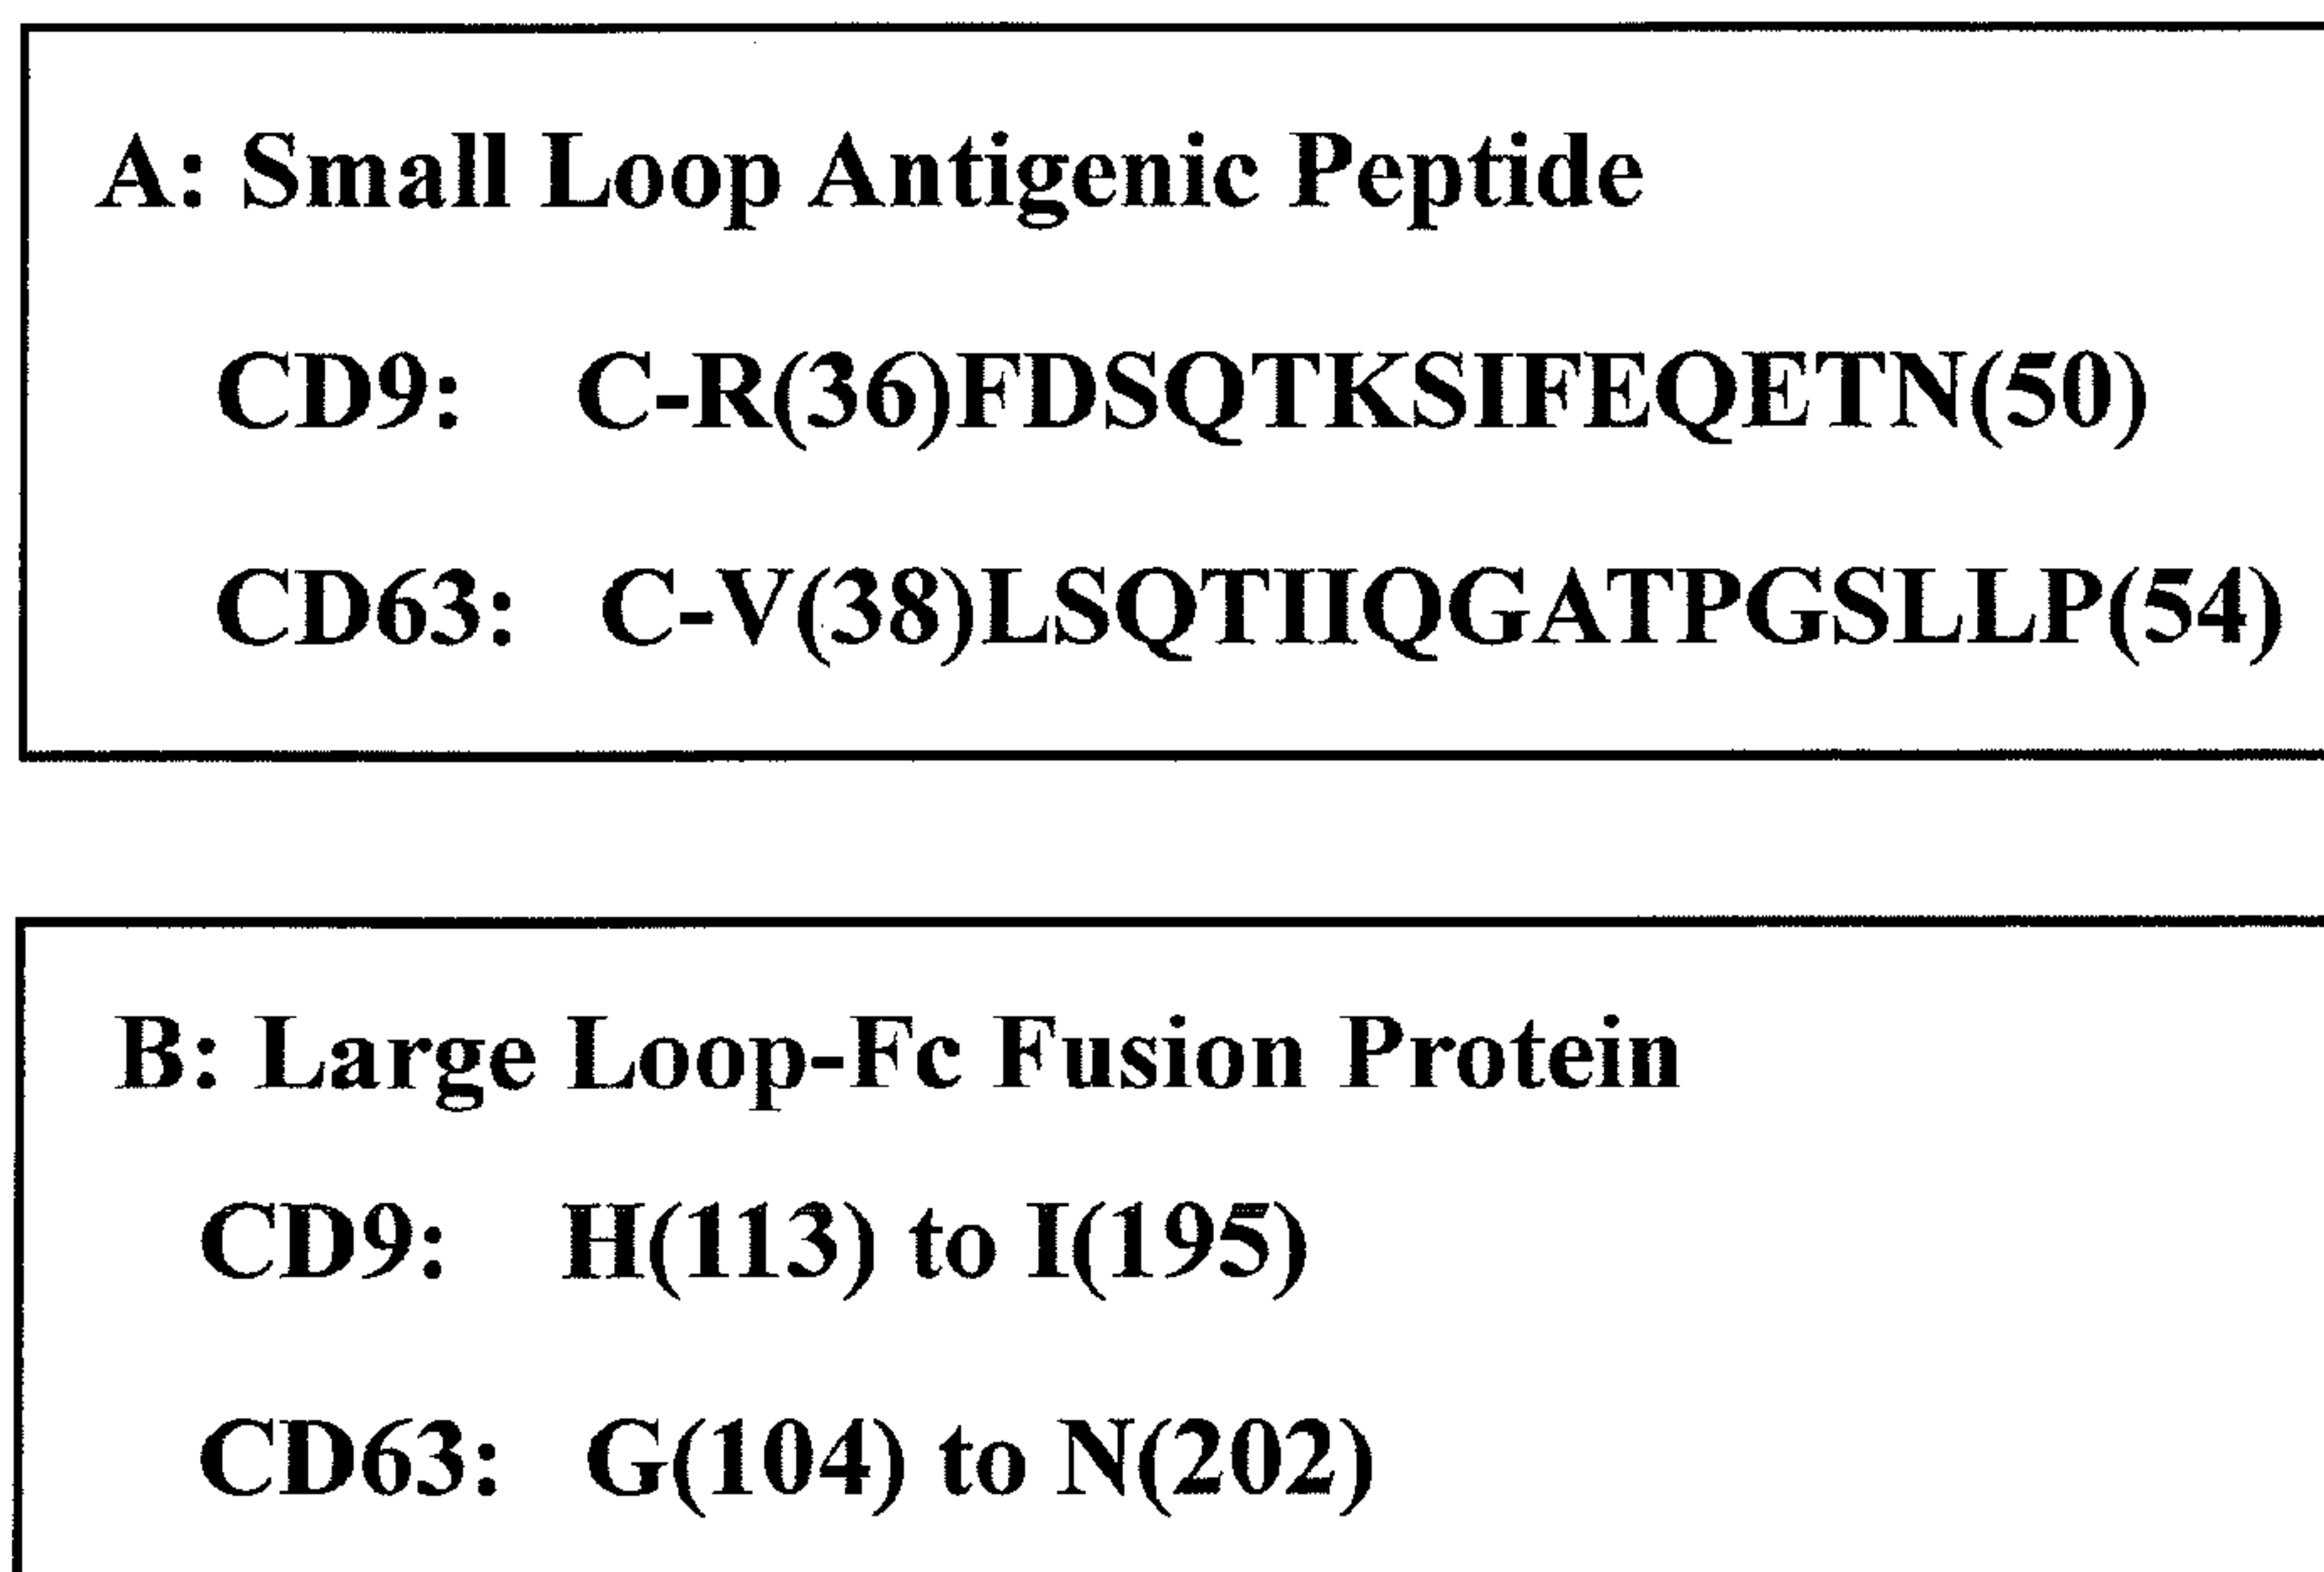 A: Small Loop Antigenic Peptide
CD9: C-R(36)FDSQTKSIFEQETN(50)
CD63: C-V(38)LSQTIIQGATPGSLLP(54)
B: Large Loop-Fc Fusion Protein
CD9: H(113) to I(195)
CD63: G(104) to N(202)